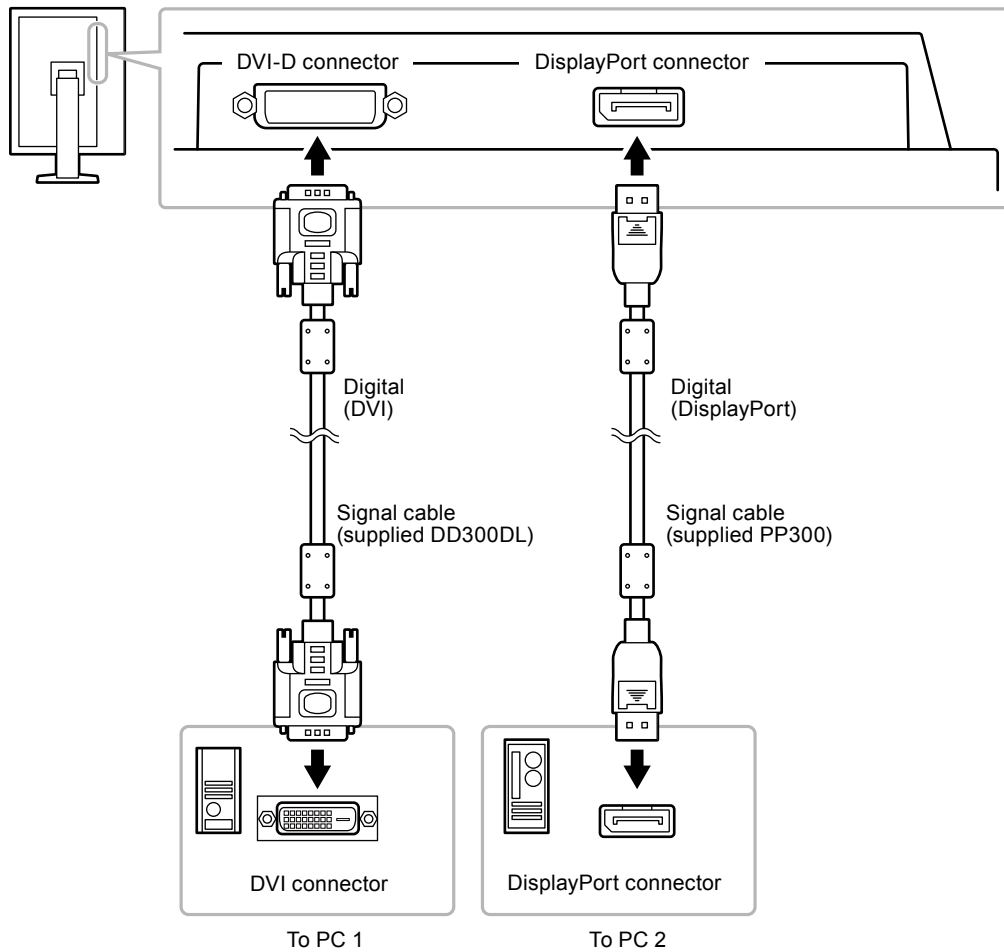 DVI-D connector
DisplayPort connector
Digital
(DVI)
Digital
(DisplayPort)
Signal cable
(supplied DD300DL)
Signal cable
(supplied PP300)
DVI connector
DisplayPort connector
To PC 1
To PC 2